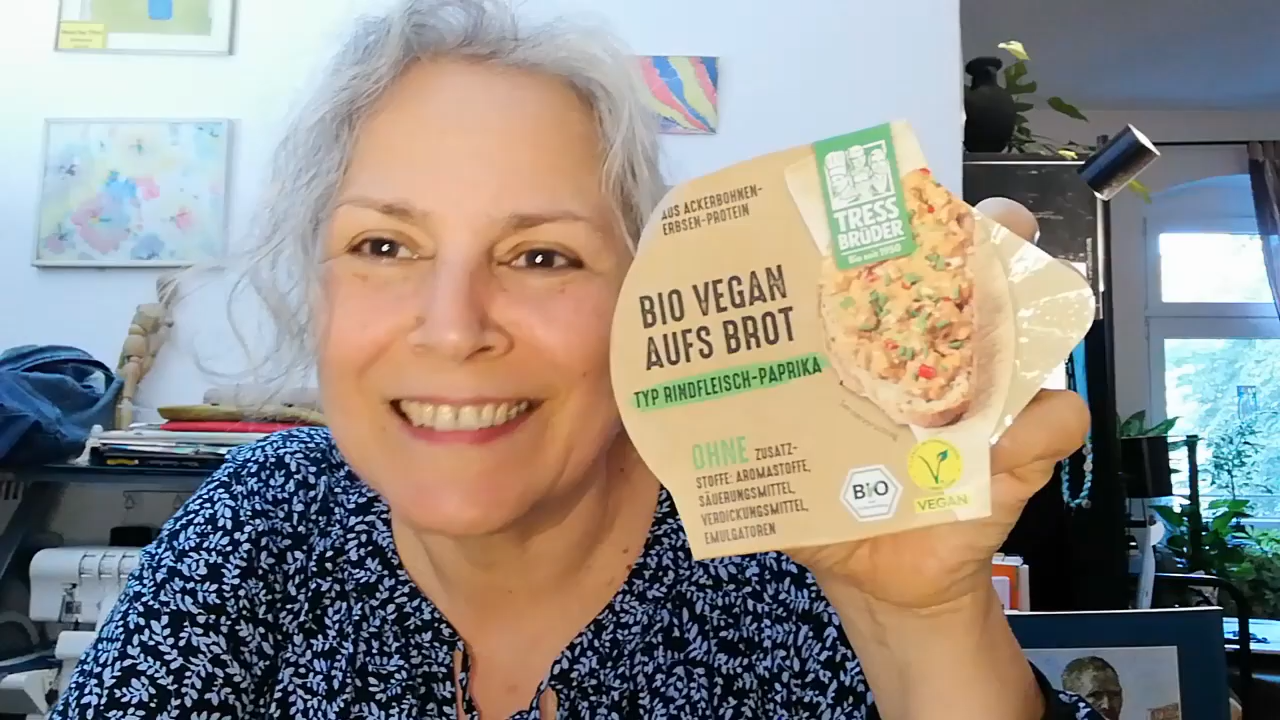 AUS ACKERBOHNEN-
ERBSEN-PROTEIN
TRESS
BRÜDER
Bio seit 1950
BIO VEGAN
AUFS BROT
TYP RINDFLEISCH-PAPRIKA
OHNE ZUSATZ-
STOFFE: AROMASTOFFE,
SÄUERUNGSMITTEL,
VERDICKUNGSMITTEL,
EMULGATOREN
BIO
VEGAN